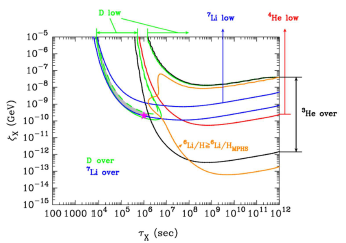 D low
⁷Li low
⁴He low
10⁻⁵
10⁻⁶
10⁻⁷
10⁻⁸
10⁻⁹
10⁻¹⁰
10⁻¹¹
10⁻¹²
10⁻¹³
10⁻¹⁴
10⁻¹⁵
ζX (GeV)
³He over
⁶Li/H≥⁶Li/H MPHS
D over
⁷Li over
100 1000 10⁴ 10⁵ 10⁶ 10⁷ 10⁸ 10⁹ 10¹⁰ 10¹¹ 10¹²
τX (sec)